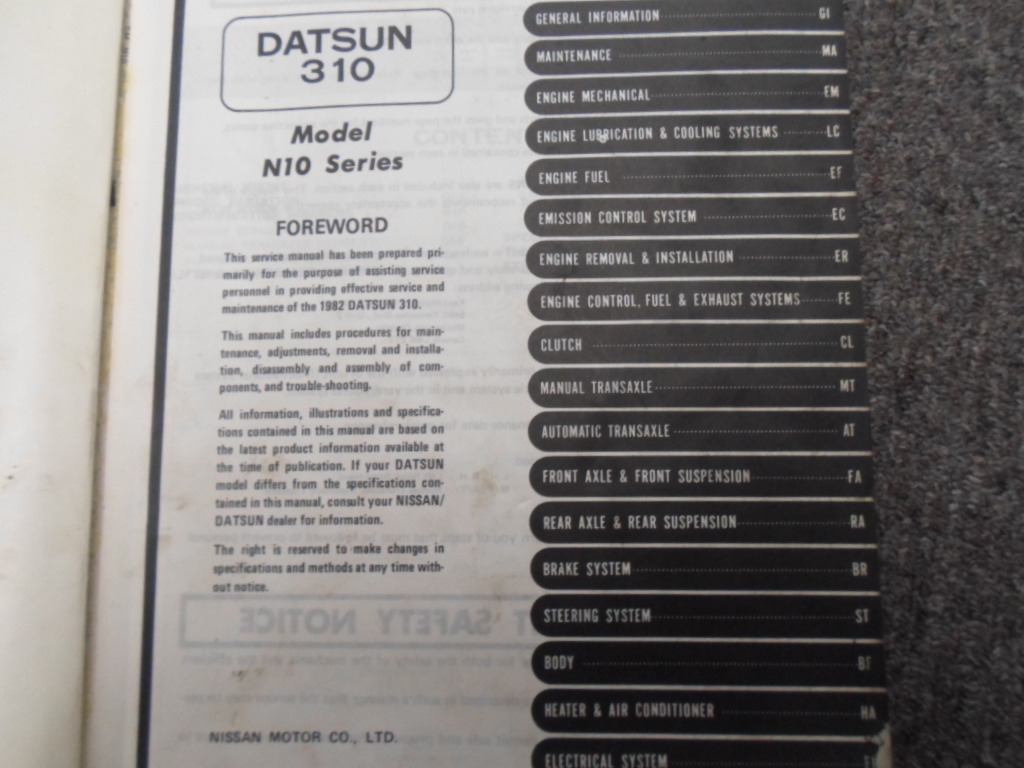 DATSUN
310
Model
N10 Series
FOREWORD
This service manual has been prepared pri-
marily for the purpose of assisting service
personnel in providing effective service and
maintenance of the 1982 DATSUN 310.
This manual includes procedures for main-
tenance, adjustments, removal and installa-
tion, disassembly and assembly of com-
ponents, and trouble-shooting.
All information, illustrations and specifica-
tions contained in this manual are based on
the latest product information available at
the time of publication. If your DATSUN
model differs from the specifications con-
tained in this manual, consult your NISSAN/
DATSUN dealer for information.
The right is reserved to make changes in
specifications and methods at any time with-
out notice.
NISSAN MOTOR CO., LTD.
GENERAL INFORMATION GI
MAINTENANCE MA
ENGINE MECHANICAL EM
ENGINE LUBRICATION & COOLING SYSTEMS LC
ENGINE FUEL EF
EMISSION CONTROL SYSTEM EC
ENGINE REMOVAL & INSTALLATION ER
ENGINE CONTROL, FUEL & EXHAUST SYSTEMS FE
CLUTCH CL
MANUAL TRANSAXLE MT
AUTOMATIC TRANSAXLE AT
FRONT AXLE & FRONT SUSPENSION FA
REAR AXLE & REAR SUSPENSION RA
BRAKE SYSTEM BR
STEERING SYSTEM ST
BODY BF
HEATER & AIR CONDITIONER HA
ELECTRICAL SYSTEM